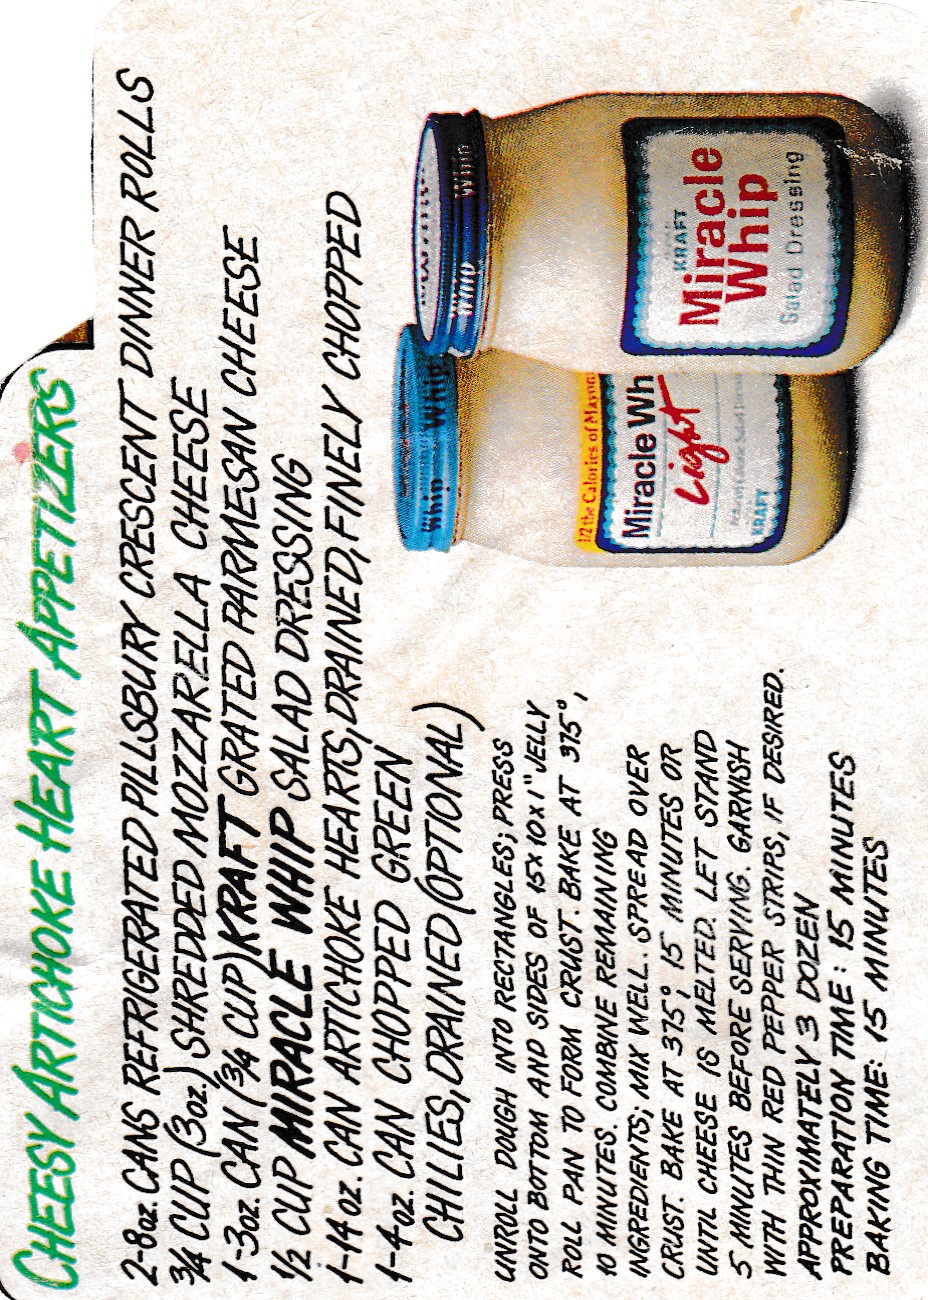 CHEESY ARTICHOKE HEART APPETIZERS
2-8oz. CANS REFRIGERATED PILLSBURY CRESCENT DINNER ROLLS
¾ CUP (3oz.) SHREDDED MOZZARELLA CHEESE
1-3oz. CAN (¾ CUP) KRAFT GRATED PARMESAN CHEESE
½ CUP MIRACLE WHIP SALAD DRESSING
1-14 oz. CAN ARTICHOKE HEARTS, DRAINED, FINELY CHOPPED
1-4oz. CAN CHOPPED GREEN
CHILIES, DRAINED (OPTIONAL)
UNROLL DOUGH INTO RECTANGLES; PRESS
ONTO BOTTOM AND SIDES OF 15x10x1" JELLY
ROLL PAN TO FORM CRUST. BAKE AT 375°,
10 MINUTES. COMBINE REMAINING
INGREDIENTS; MIX WELL. SPREAD OVER
CRUST. BAKE AT 375°, 15 MINUTES OR
UNTIL CHEESE IS MELTED. LET STAND
5 MINUTES BEFORE SERVING. GARNISH
WITH THIN RED PEPPER STRIPS, IF DESIRED.
APPROXIMATELY 3 DOZEN
PREPARATION TIME: 15 MINUTES
BAKING TIME: 15 MINUTES
Whip Whip
1/2 the Calories of Mayon
Miracle Wh
Light
KRAFT
Whip Whip
KRAFT
Miracle
Whip
Salad Dressing